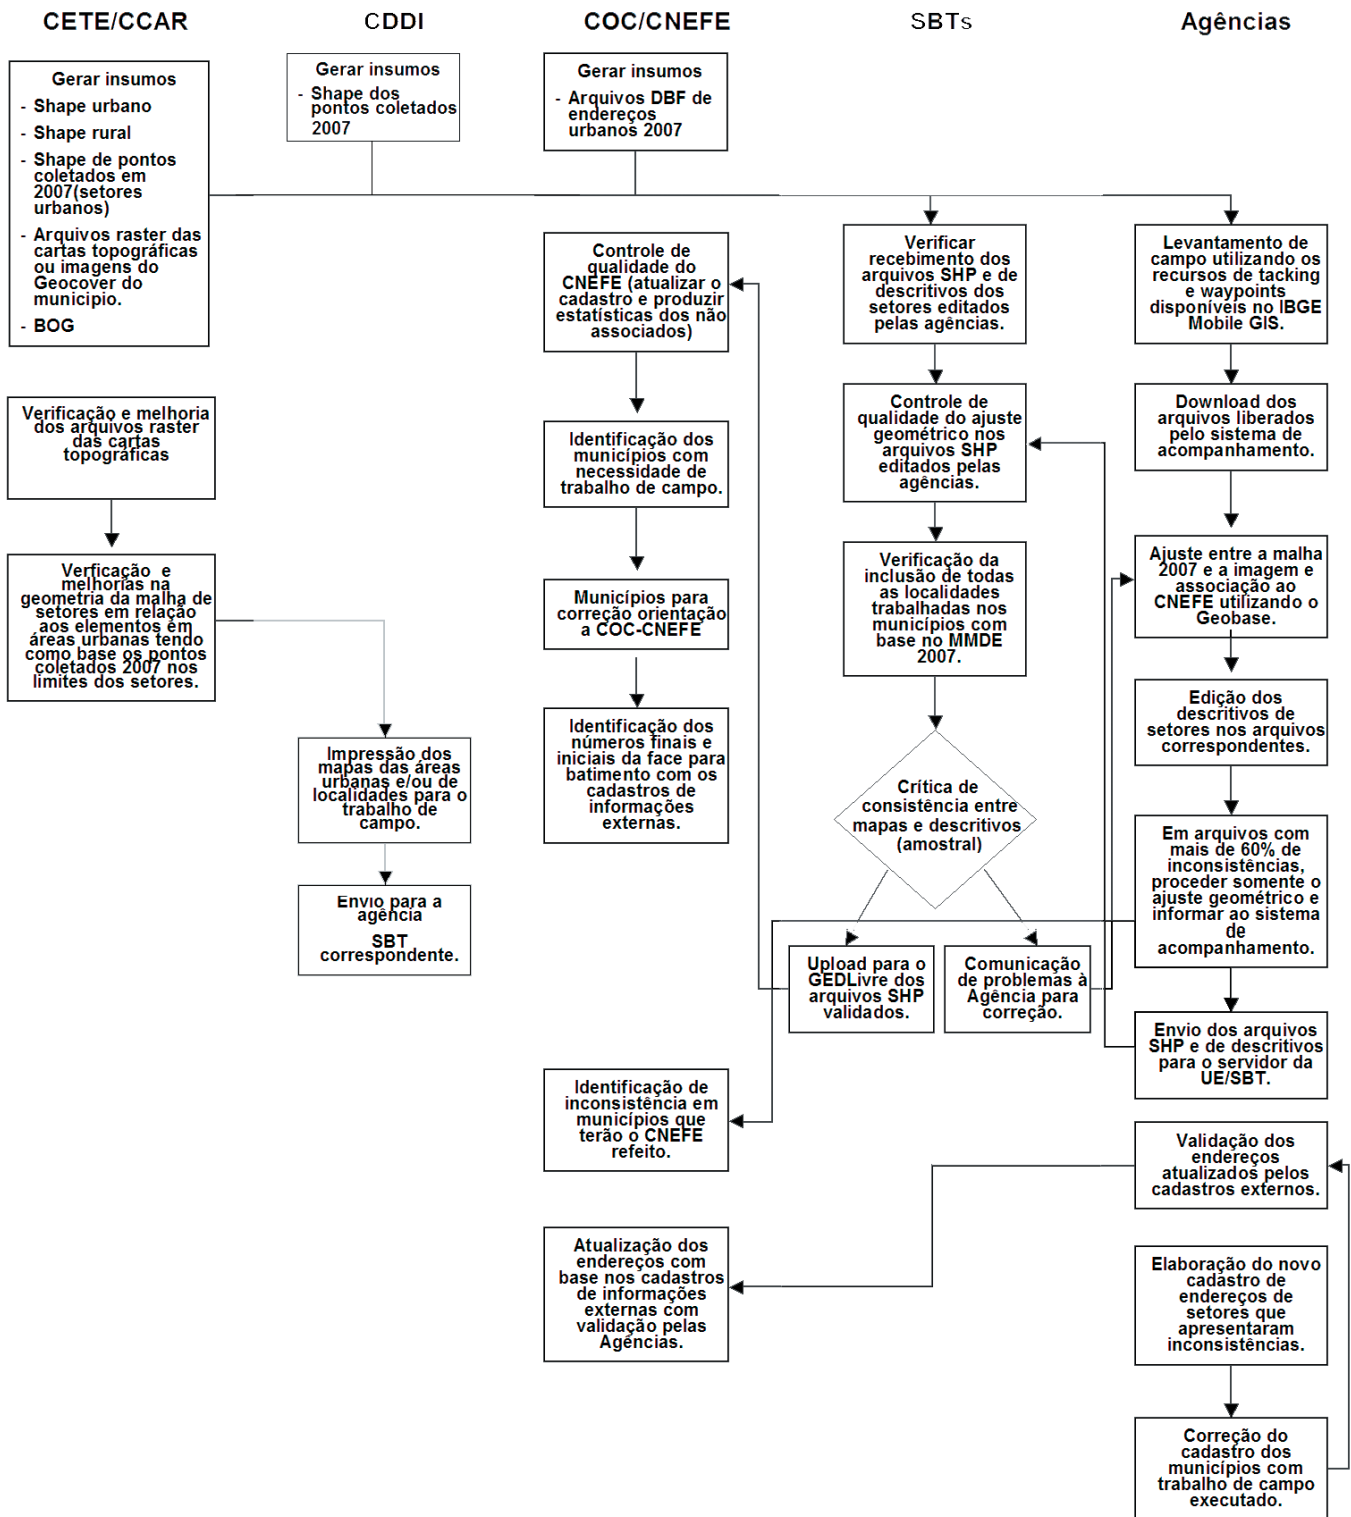 CETE/CCAR
Gerar insumos
- Shape urbano
- Shape rural
- Shape de pontos
coletados em
2007(setores
urbanos)
- Arquivos raster das
cartas topográficas
ou imagens do
Geocover do
municipio.
- BOG
Verificação e melhoria
dos arquivos raster
das cartas
topográficas
Verficação e
melhorías na
geometria da malha de
setores em relação
aos elementos em
áreas urbanas tendo
como base os pontos
coletados 2007 nos
limites dos setores.
CDDI
Gerar insumos
- Shape dos
pontos coletados
2007
Impressão dos
mapas das áreas
urbanas e/ou de
localidades para o
trabalho de
campo.
Envio para a
agência
SBT
correspondente.
COC/CNEFE
Gerar insumos
- Arquivos DBF de
endereços
urbanos 2007
Controle de
qualidade do
CNEFE (atualizar o
cadastro e produzir
estatísticas dos não
associados)
Identificação dos
municípios com
necessidade de
trabalho de campo.
Municípios para
correção orientação
a COC-CNEFE
Identificação dos
números finais e
iniciais da face para
batimento com os
cadastros de
informações
externas.
Identificação de
inconsistência em
municípios que
terão o CNEFE
refeito.
Atualização dos
endereços com
base nos cadastros
de informações
externas com
validação pelas
Agências.
SBTs
Verificar
recebimento dos
arquivos SHP e de
descritivos dos
setores editados
pelas agências.
Controle de
qualidade do ajuste
geométrico nos
arquivos SHP
editados pelas
agências.
Verificação da
inclusão de todas
as localidades
trabalhadas nos
municípios com
base no MMDE
2007.
Crítica de
consistência entre
mapas e descritivos
(amostral)
Upload para o
GEDLivre dos
arquivos SHP
validados.
Comunicação
de problemas à
Agência para
correção.
Agências
Levantamento de
campo utilizando os
recursos de tacking
e waypoints
disponíveis no IBGE
Mobile GIS.
Download dos
arquivos liberados
pelo sistema de
acompanhamento.
Ajuste entre a malha
2007 e a imagem e
associação ao
CNEFE utilizando o
Geobase.
Edição dos
descritivos de
setores nos arquivos
correspondentes.
Em arquivos com
mais de 60% de
inconsistências,
proceder somente o
ajuste geométrico e
informar ao sistema
de
acompanhamento.
Envio dos arquivos
SHP e de descritivos
para o servidor da
UE/SBT.
Validação dos
endereços
atualizados pelos
cadastros externos.
Elaboração do novo
cadastro de
endereços de
setores que
apresentaram
inconsistências.
Correção do
cadastro dos
municípios com
trabalho de campo
executado.